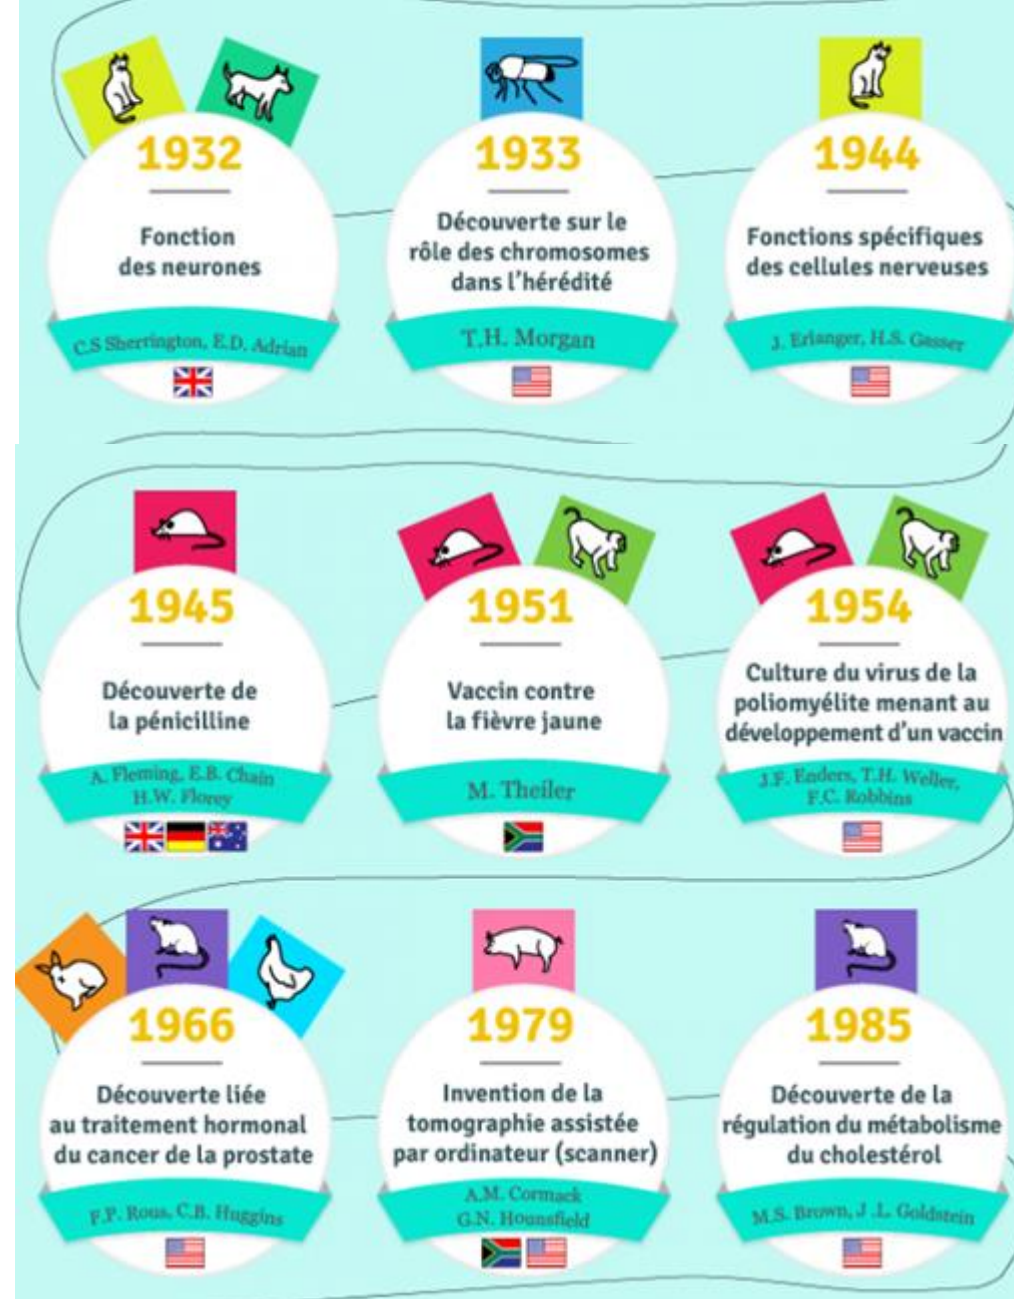 1932
Fonction
des neurones
C.S Sherrington, E.D. Adrian
1933
Découverte sur le
rôle des chromosomes
dans l'hérédité
T.H. Morgan
1944
Fonctions spécifiques
des cellules nerveuses
J. Erlanger, H.S. Gasser
1945
Découverte de
la pénicilline
A. Fleming, E.B. Chain
H.W. Florey
1951
Vaccin contre
la fièvre jaune
M. Theiler
1954
Culture du virus de la
poliomyélite menant au
développement d'un vaccin
J.F. Enders, T.H. Weller,
F.C. Robbins
1966
Découverte liée
au traitement hormonal
du cancer de la prostate
F.P. Rous, C.B. Huggins
1979
Invention de la
tomographie assistée
par ordinateur (scanner)
A.M. Cormack
G.N. Hounsfield
1985
Découverte de la
régulation du métabolisme
du cholestérol
M.S. Brown, J .L. Goldstein